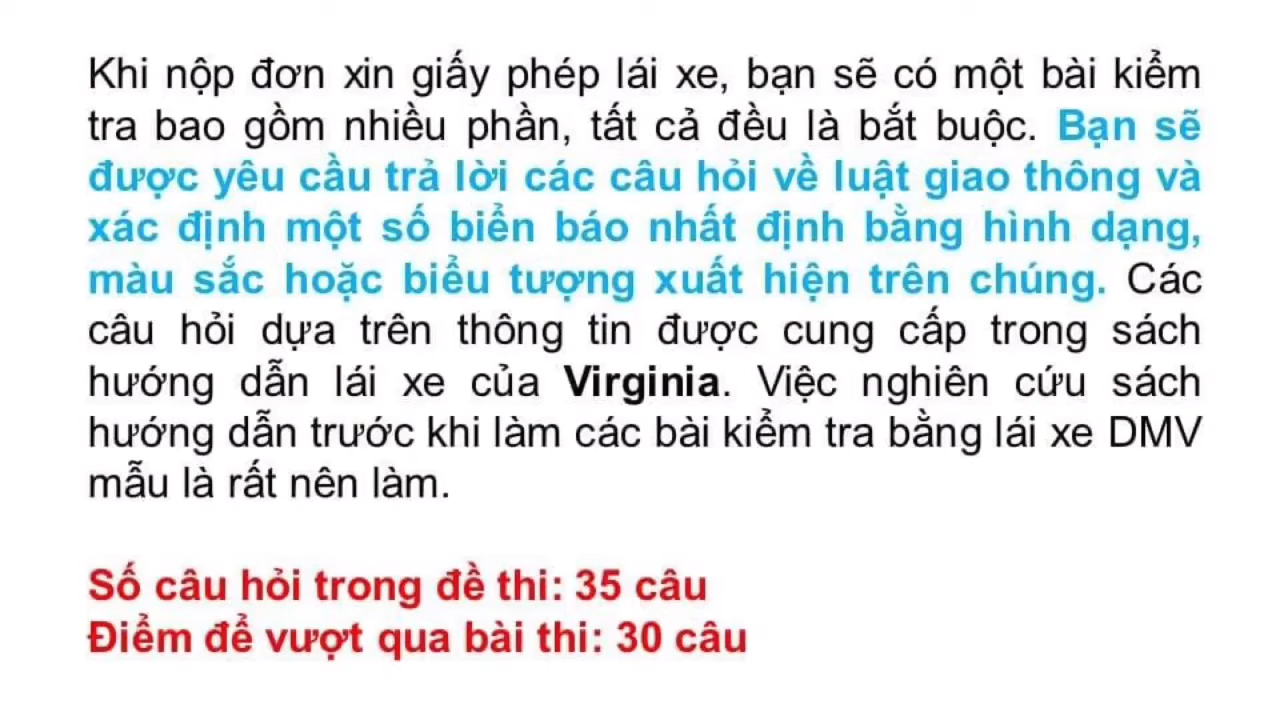 Khi nộp đơn xin giấy phép lái xe, bạn sẽ có một bài kiểm
tra bao gồm nhiều phần, tất cả đều là bắt buộc. Bạn sẽ
được yêu cầu trả lời các câu hỏi về luật giao thông và
xác định một số biển báo nhất định bằng hình dạng,
màu sắc hoặc biểu tượng xuất hiện trên chúng. Các
câu hỏi dựa trên thông tin được cung cấp trong sách
hướng dẫn lái xe của Virginia. Việc nghiên cứu sách
hướng dẫn trước khi làm các bài kiểm tra bằng lái xe DMV
mẫu là rất nên làm.
Số câu hỏi trong đề thi: 35 câu
Điểm để vượt qua bài thi: 30 câu